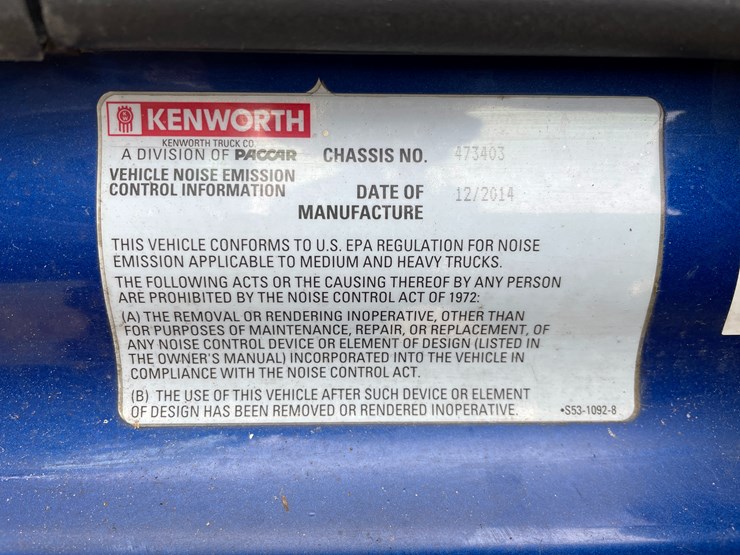 KENWORTH
KENWORTH TRUCK CO.
A DIVISION OF PACCAR
CHASSIS NO. 473403
VEHICLE NOISE EMISSION
CONTROL INFORMATION
DATE OF
MANUFACTURE
12/2014
THIS VEHICLE CONFORMS TO U.S. EPA REGULATION FOR NOISE
EMISSION APPLICABLE TO MEDIUM AND HEAVY TRUCKS.
THE FOLLOWING ACTS OR THE CAUSING THEREOF BY ANY PERSON
ARE PROHIBITED BY THE NOISE CONTROL ACT OF 1972:
(A) THE REMOVAL OR RENDERING INOPERATIVE, OTHER THAN
FOR PURPOSES OF MAINTENANCE, REPAIR, OR REPLACEMENT, OF
ANY NOISE CONTROL DEVICE OR ELEMENT OF DESIGN (LISTED IN
THE OWNER'S MANUAL) INCORPORATED INTO THE VEHICLE IN
COMPLIANCE WITH THE NOISE CONTROL ACT.
(B) THE USE OF THIS VEHICLE AFTER SUCH DEVICE OR ELEMENT
OF DESIGN HAS BEEN REMOVED OR RENDERED INOPERATIVE.
•S53-1092-8